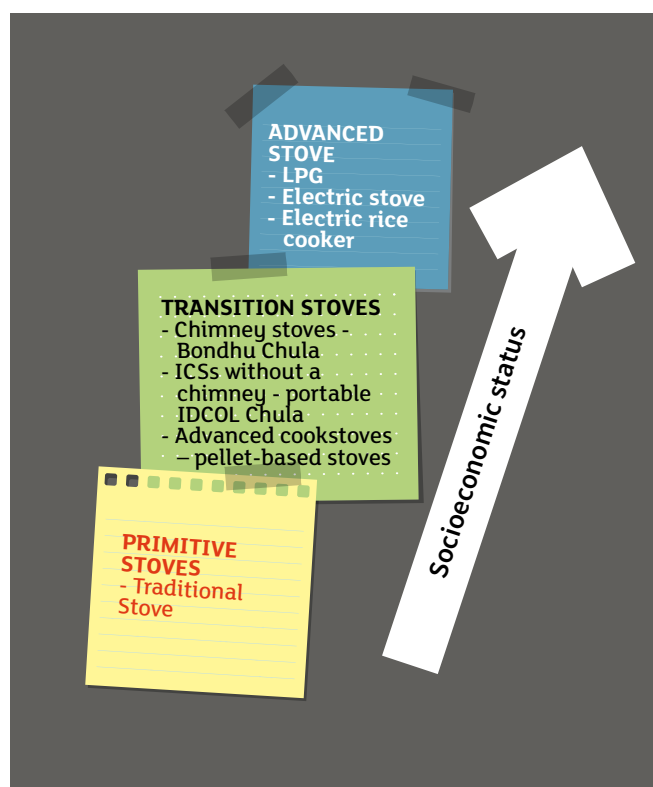 ADVANCED
STOVE
- LPG
- Electric stove
- Electric rice
cooker
TRANSITION STOVES
- Chimney stoves -
Bondhu Chula
- ICSs without a
chimney - portable
IDCOL Chula
- Advanced cookstoves
– pellet-based stoves
PRIMITIVE
STOVES
- Traditional
Stove
Socioeconomic status